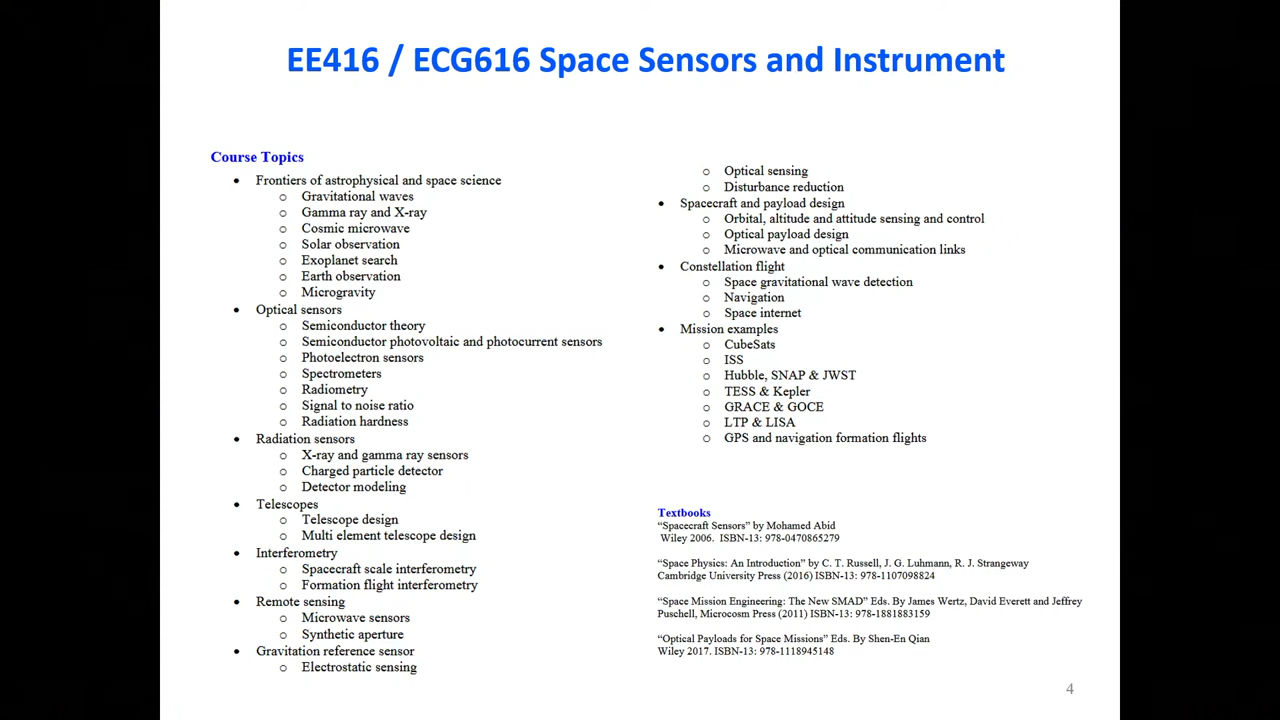 EE416 / ECG616 Space Sensors and Instrument
Course Topics
• Frontiers of astrophysical and space science
o Gravitational waves
o Gamma ray and X-ray
o Cosmic microwave
o Solar observation
o Exoplanet search
o Earth observation
o Microgravity
• Optical sensors
o Semiconductor theory
o Semiconductor photovoltaic and photocurrent sensors
o Photoelectron sensors
o Spectrometers
o Radiometry
o Signal to noise ratio
o Radiation hardness
• Radiation sensors
o X-ray and gamma ray sensors
o Charged particle detector
o Detector modeling
• Telescopes
o Telescope design
o Multi element telescope design
• Interferometry
o Spacecraft scale interferometry
o Formation flight interferometry
• Remote sensing
o Microwave sensors
o Synthetic aperture
• Gravitation reference sensor
o Electrostatic sensing
o Optical sensing
o Disturbance reduction
• Spacecraft and payload design
o Orbital, altitude and attitude sensing and control
o Optical payload design
o Microwave and optical communication links
• Constellation flight
o Space gravitational wave detection
o Navigation
o Space internet
• Mission examples
o CubeSats
o ISS
o Hubble, SNAP & JWST
o TESS & Kepler
o GRACE & GOCE
o LTP & LISA
o GPS and navigation formation flights
Textbooks
“Spacecraft Sensors” by Mohamed Abid
Wiley 2006. ISBN-13: 978-0470865279
“Space Physics: An Introduction” by C. T. Russell, J. G. Luhmann, R. J. Strangeway
Cambridge University Press (2016) ISBN-13: 978-1107098824
“Space Mission Engineering: The New SMAD” Eds. By James Wertz, David Everett and Jeffrey
Puschell, Microcosm Press (2011) ISBN-13: 978-1881883159
“Optical Payloads for Space Missions” Eds. By Shen-En Qian
Wiley 2017. ISBN-13: 978-1118945148
4